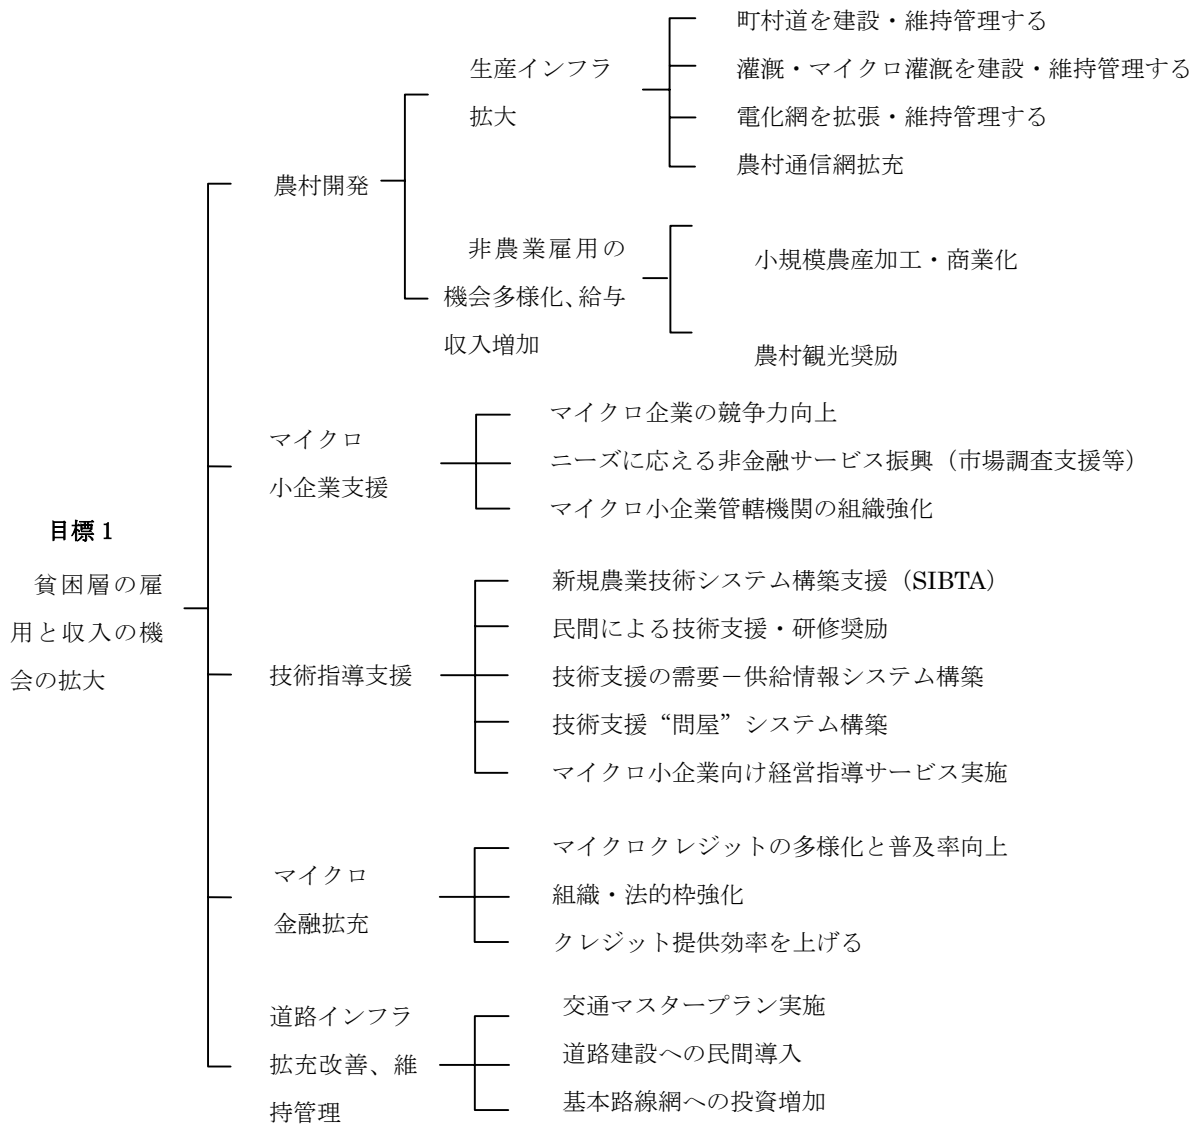 町村道を建設・維持管理する
生産インフラ
拡大
灌漑・マイクロ灌漑を建設・維持管理する
電化網を拡張・維持管理する
農村通信網拡充
農村開発
非農業雇用の
機会多様化、給与
収入増加
小規模農産加工・商業化
農村観光奨励
マイクロ
小企業支援
マイクロ企業の競争力向上
ニーズに応える非金融サービス振興（市場調査支援等）
マイクロ小企業管轄機関の組織強化
目標 1
貧困層の雇
用と収入の機
会の拡大
技術指導支援
新規農業技術システム構築支援（SIBTA）
民間による技術支援・研修奨励
技術支援の需要－供給情報システム構築
技術支援“問屋”システム構築
マイクロ小企業向け経営指導サービス実施
マイクロ
金融拡充
マイクロクレジットの多様化と普及率向上
組織・法的枠強化
クレジット提供効率を上げる
道路インフラ
拡充改善、維
持管理
交通マスタープラン実施
道路建設への民間導入
基本路線網への投資増加